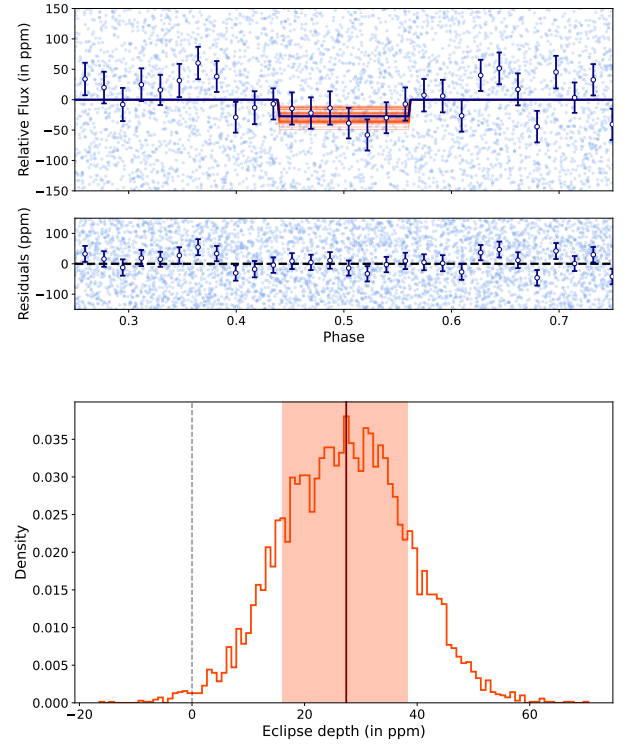 150
100
50
0
−50
−100
−150
Relative Flux (in ppm)
100
0
−100
Residuals (ppm)
0.3 0.4 0.5 0.6 0.7
Phase
0.035
0.030
0.025
0.020
0.015
0.010
0.005
0.000
Density
−20 0 20 40 60
Eclipse depth (in ppm)